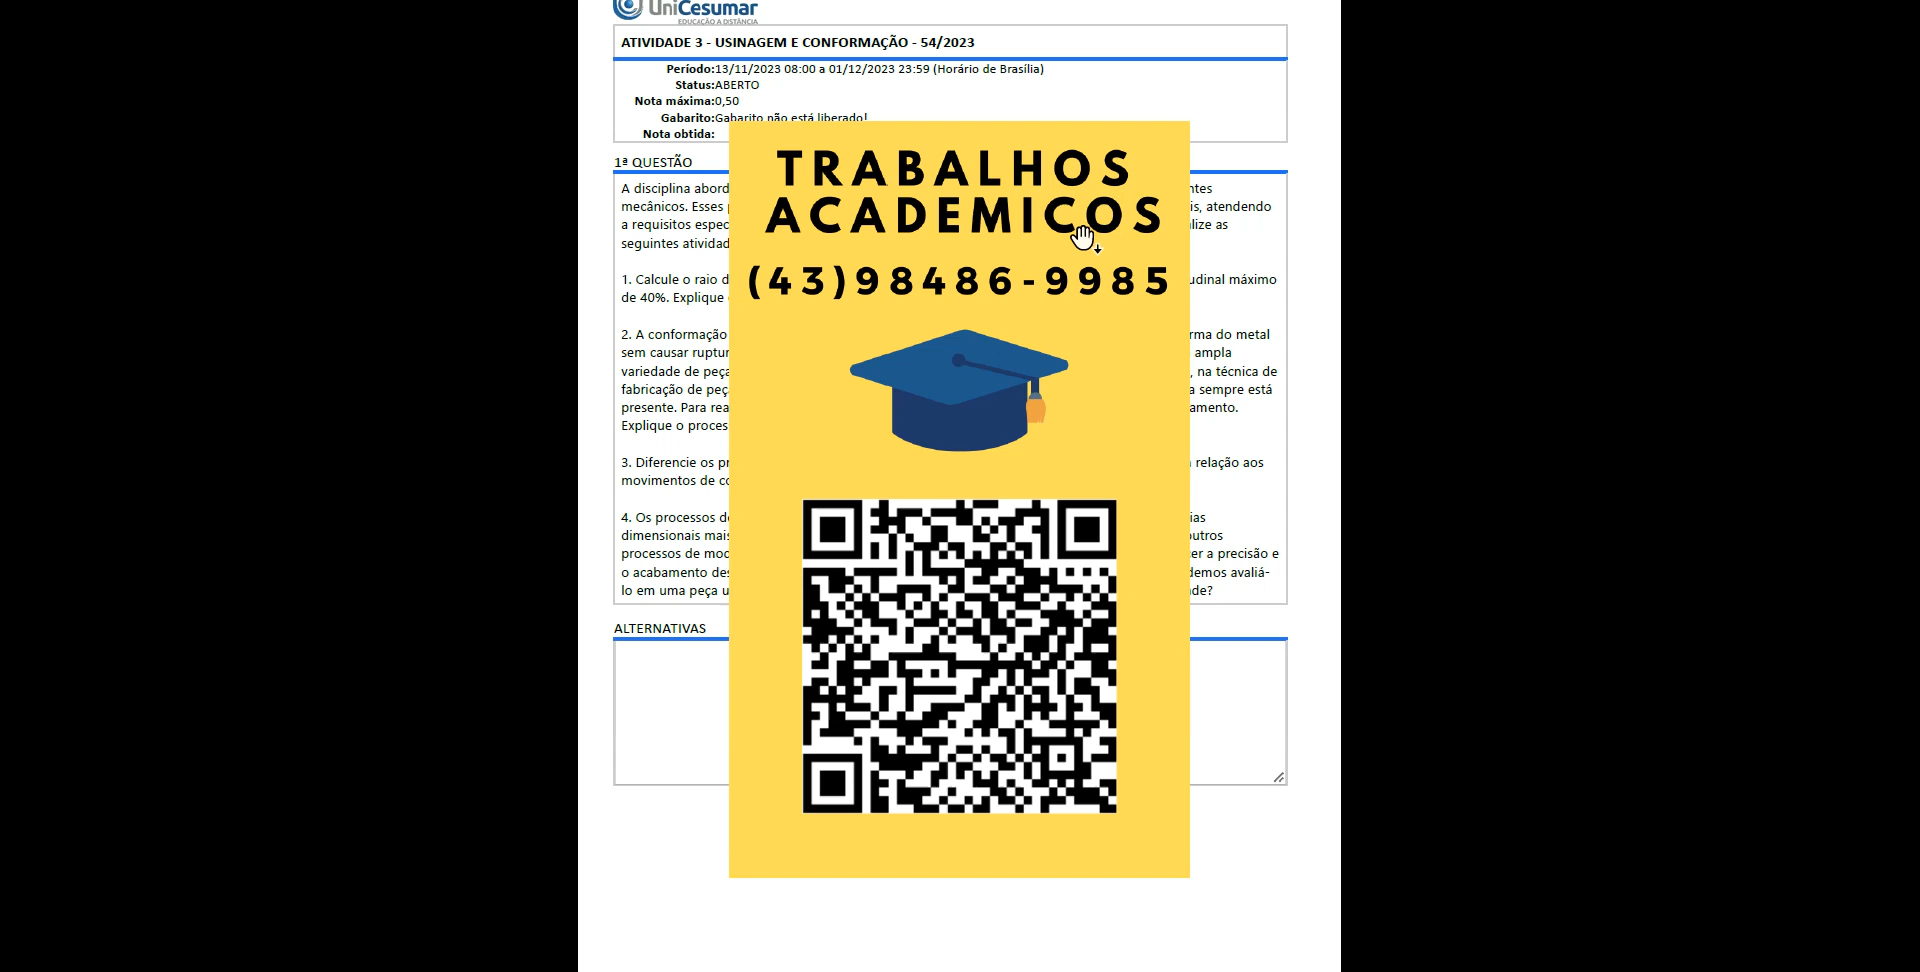 UniCesumar
EDUCAÇÃO A DISTÂNCIA
ATIVIDADE 3 - USINAGEM E CONFORMAÇÃO - 54/2023
Período:13/11/2023 08:00 a 01/12/2023 23:59 (Horário de Brasília)
Status:ABERTO
Nota máxima:0,50
Gabarito:Gabarito não está liberado!
Nota obtida:
1ª QUESTÃO
A disciplina abord
mecânicos. Esses is, atendendo
a requisitos espec lize as
seguintes atividad
1. Calcule o raio d udinal máximo
de 40%. Explique
2. A conformação rma do metal
sem causar ruptur ampla
variedade de peça , na técnica de
fabricação de peç a sempre está
presente. Para rea amento.
Explique o proces
3. Diferencie os pr relação aos
movimentos de co
4. Os processos de ias
dimensionais mais outros
processos de mod cer a precisão e
o acabamento des demos avaliá-
lo em uma peça u de?
ALTERNATIVAS
TRABALHOS
ACADEMICOS
(43)98486-9985